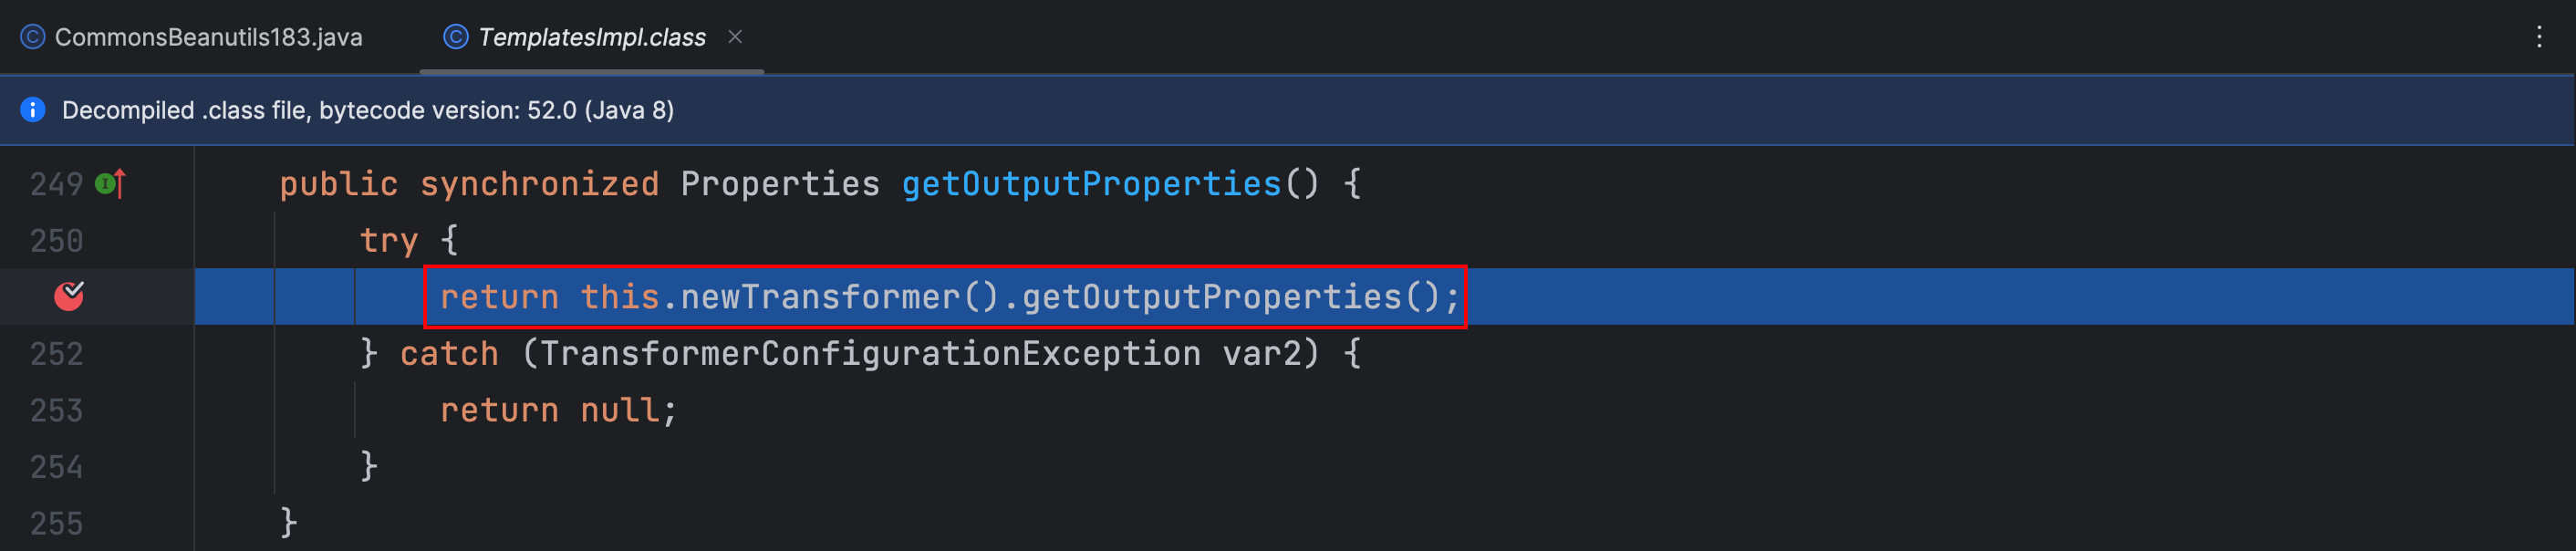 CommonsBeanutils183.java TemplatesImpl.class
Decompiled .class file, bytecode version: 52.0 (Java 8)
249 public synchronized Properties getOutputProperties() {
250 try {
return this.newTransformer().getOutputProperties();
252 } catch (TransformerConfigurationException var2) {
253 return null;
254 }
255 }